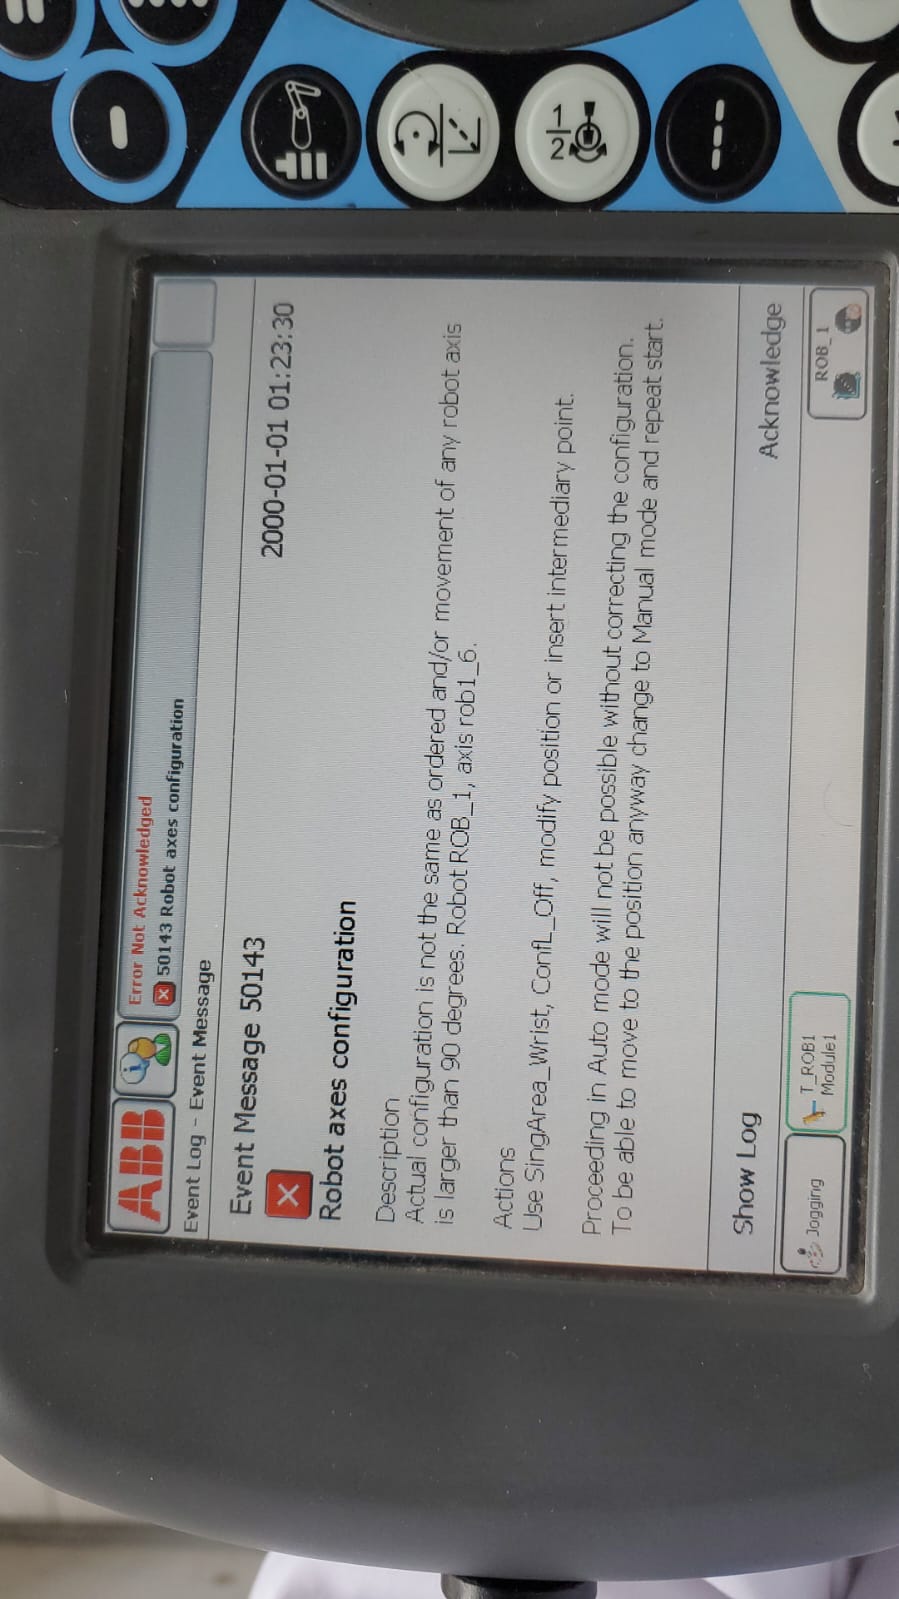 ABB
Error Not Acknowledged
50143 Robot axes configuration
Event Log - Event Message
Event Message 50143
2000-01-01 01:23:30
Robot axes configuration
Description
Actual configuration is not the same as ordered and/or movement of any robot axis
is larger than 90 degrees. Robot ROB_1, axis rob1_6.
Actions
Use SingArea_Wrist, ConfL_Off, modify position or insert intermediary point.
Proceeding in Auto mode will not be possible without correcting the configuration.
To be able to move to the position anyway change to Manual mode and repeat start.
Show Log
Acknowledge
Jogging
T_ROB1
Module1
ROB_1
1
2